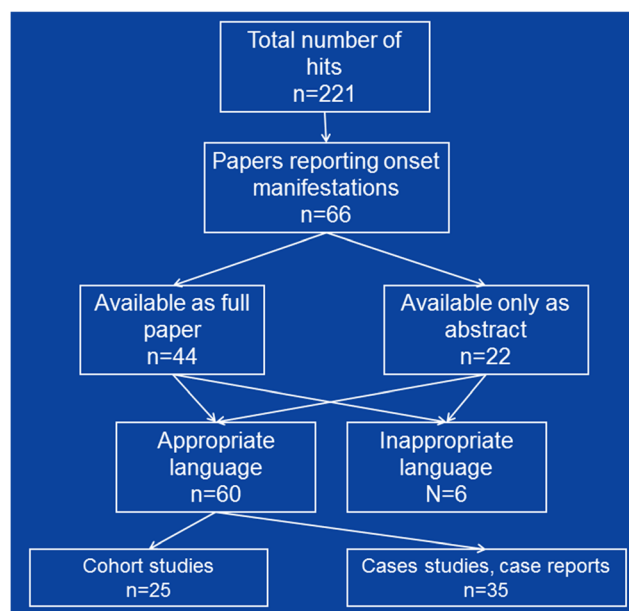 Total number of
hits
n=221
Papers reporting onset
manifestations
n=66
Available as full
paper
n=44
Available only as
abstract
n=22
Appropriate
language
n=60
Inappropriate
language
N=6
Cohort studies
n=25
Cases studies, case reports
n=35